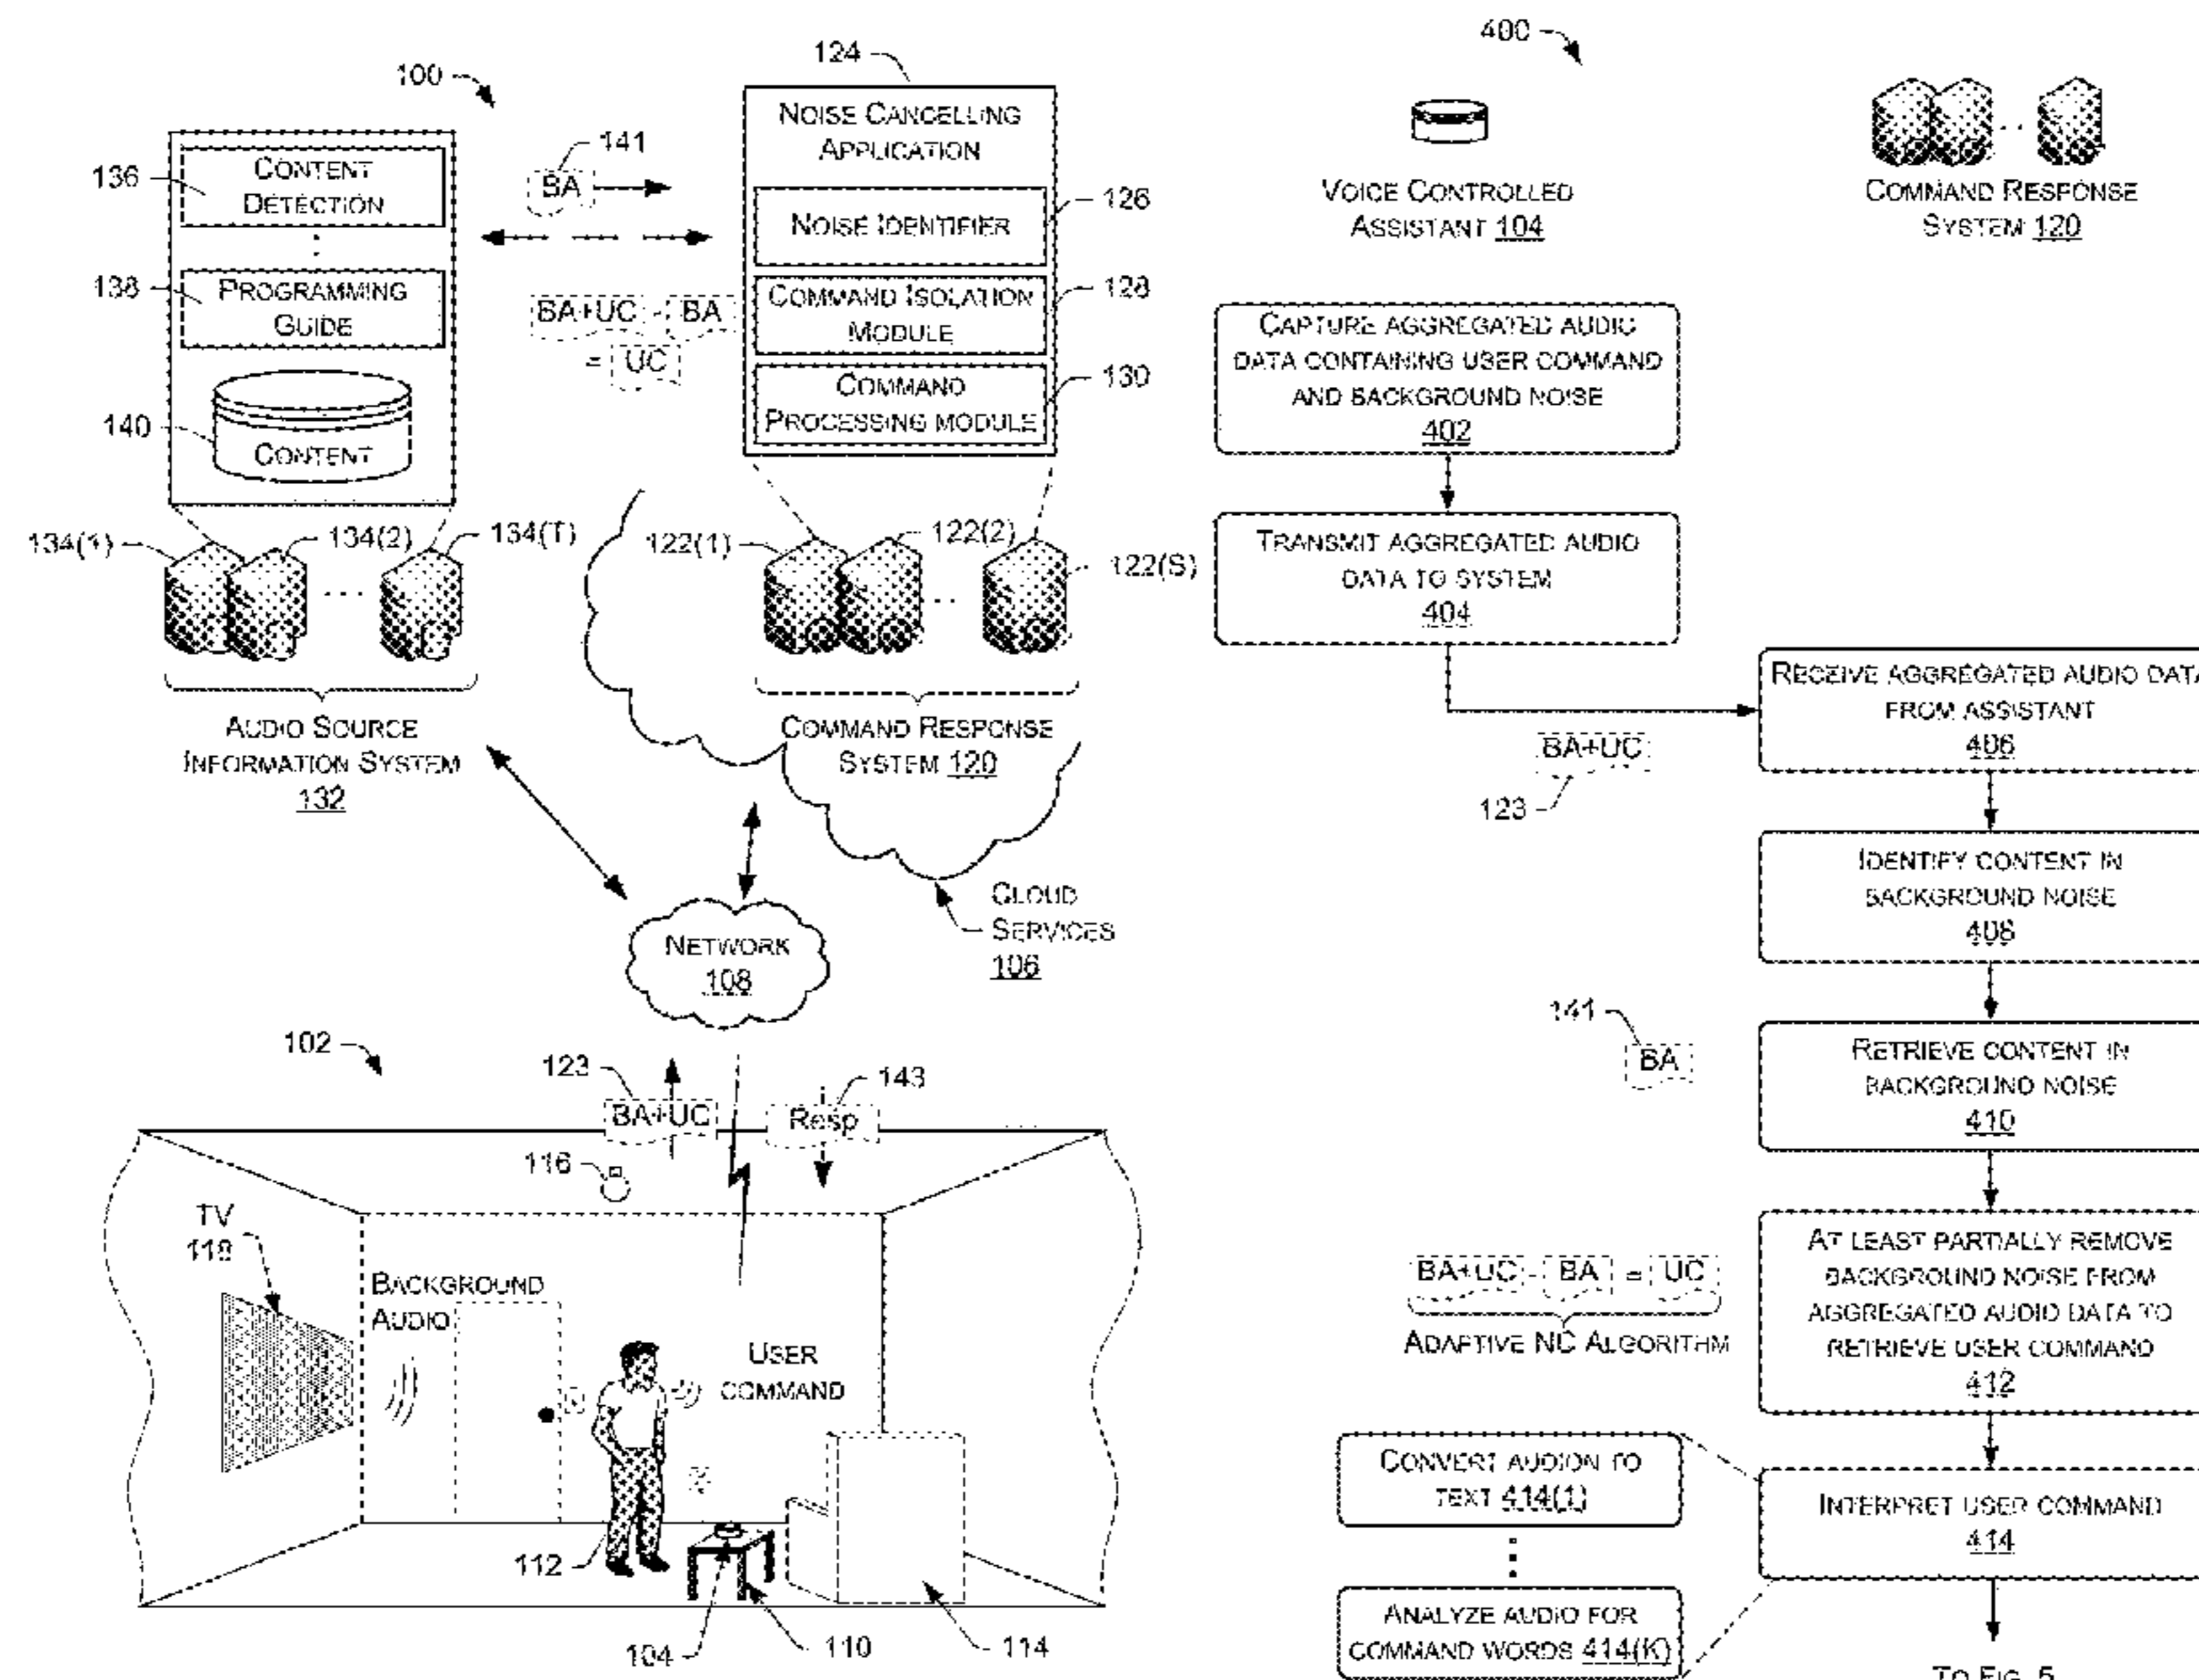 100
124
NOISE CANCELLING
APPLICATION
136
CONTENT
DETECTION
141
BA
NOISE IDENTIFIER
126
138
PROGRAMMING
GUIDE
BA+UC - BA
= UC
COMMAND ISOLATION
MODULE
128
COMMAND
PROCESSING MODULE
130
140
CONTENT
134(1)
134(2)
134(T)
122(1)
122(2)
122(S)
AUDIO SOURCE
INFORMATION SYSTEM
132
COMMAND RESPONSE
SYSTEM 120
CLOUD
SERVICES
106
NETWORK
108
102
123
BA+UC
143
Resp
116
TV
118
BACKGROUND
AUDIO
USER
COMMAND
112
104
110
114
400
VOICE CONTROLLED
ASSISTANT 104
COMMAND RESPONSE
SYSTEM 120
CAPTURE AGGREGATED AUDIO
DATA CONTAINING USER COMMAND
AND BACKGROUND NOISE
402
TRANSMIT AGGREGATED AUDIO
DATA TO SYSTEM
404
RECEIVE AGGREGATED AUDIO DATA
FROM ASSISTANT
406
BA+UC
123
IDENTIFY CONTENT IN
BACKGROUND NOISE
408
141
BA
RETRIEVE CONTENT IN
BACKGROUND NOISE
410
AT LEAST PARTIALLY REMOVE
BACKGROUND NOISE FROM
AGGREGATED AUDIO DATA TO
RETRIEVE USER COMMAND
412
BA+UC - BA = UC
ADAPTIVE NC ALGORITHM
CONVERT AUDION TO
TEXT 414(1)
INTERPRET USER COMMAND
414
ANALYZE AUDIO FOR
COMMAND WORDS 414(K)
TO FIG. 5